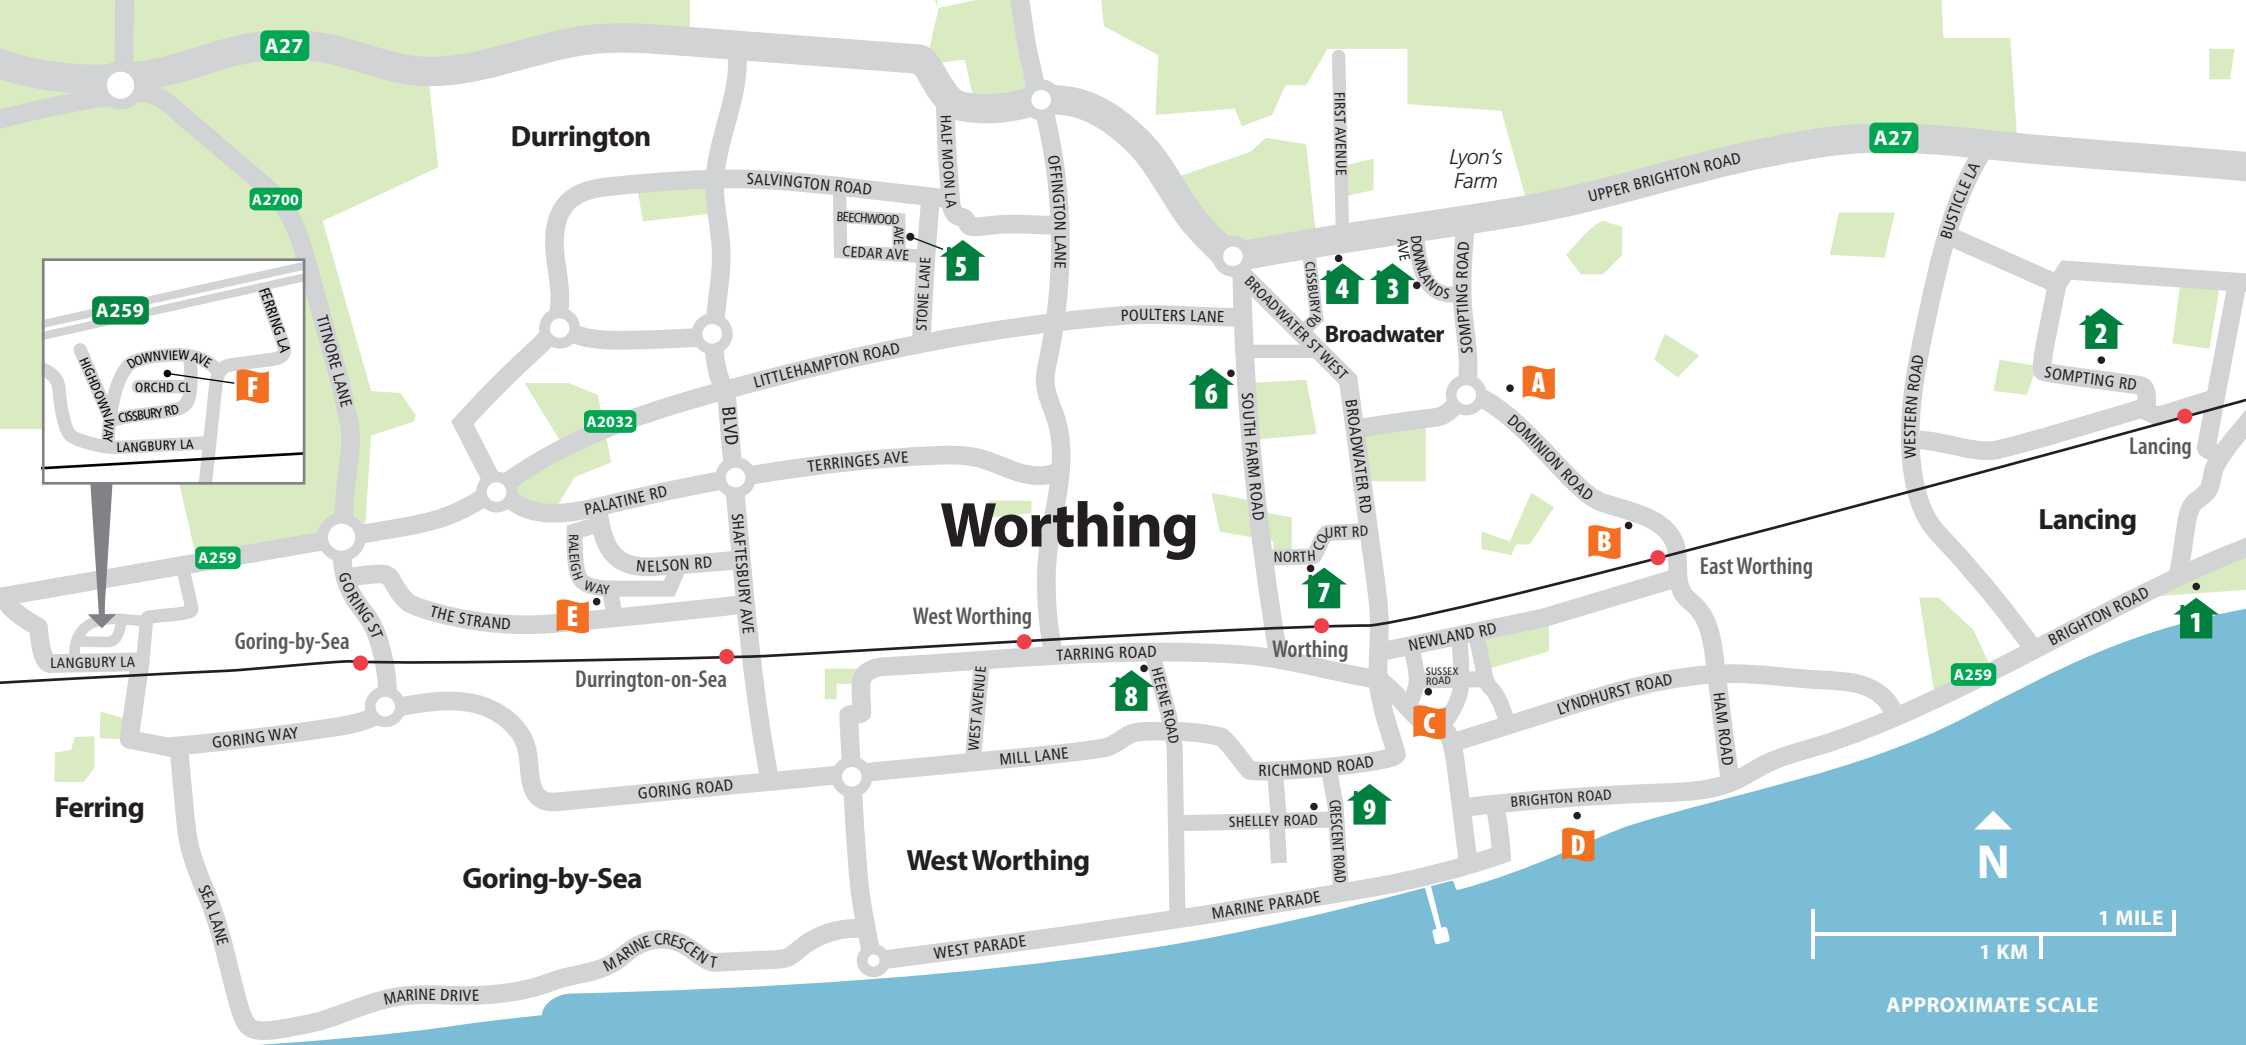 A27
Durrington
A2700
HALF MOON LA
OFFINGTON LANE
FIRST AVENUE
Lyon's
Farm
UPPER BRIGHTON ROAD
A27
BUSTICLE LA
SALVINGTON ROAD
BEECHWOOD
AVE
CEDAR AVE
STONE LANE
5
CISSBURY RD
4
3
DOWNLANDS
AVE
SOMPTING ROAD
BROADWATER ST WEST
Broadwater
POULTERS LANE
LITTLEHAMPTON ROAD
2
SOMPTING RD
WESTERN ROAD
Lancing
Lancing
A259
FERRING LA
HIGHDOWN WAY
DOWNVIEW AVE
ORCHD CL
F
CISSBURY RD
LANGBURY LA
TITNORE LANE
A2032
BLVD
6
SOUTH FARM ROAD
BROADWATER RD
A
DOMINION ROAD
TERRINGES AVE
PALATINE RD
Worthing
B
East Worthing
A259
RALEIGH
WAY
NELSON RD
SHAFTESBURY AVE
NORTH
COURT RD
7
GORING ST
THE STRAND
E
West Worthing
Worthing
NEWLAND RD
BRIGHTON ROAD
1
Goring-by-Sea
LANGBURY LA
Durrington-on-Sea
TARRING ROAD
8
HEENE ROAD
WEST AVENUE
SUSSEX
ROAD
C
LYNDHURST ROAD
HAM ROAD
A259
GORING WAY
MILL LANE
RICHMOND ROAD
GORING ROAD
Ferring
SHELLEY ROAD
CRESCENT ROAD
9
BRIGHTON ROAD
D
Goring-by-Sea
West Worthing
SEA LANE
MARINE PARADE
WEST PARADE
MARINE CRESCENT
MARINE DRIVE
N
1 MILE
1 KM
APPROXIMATE SCALE